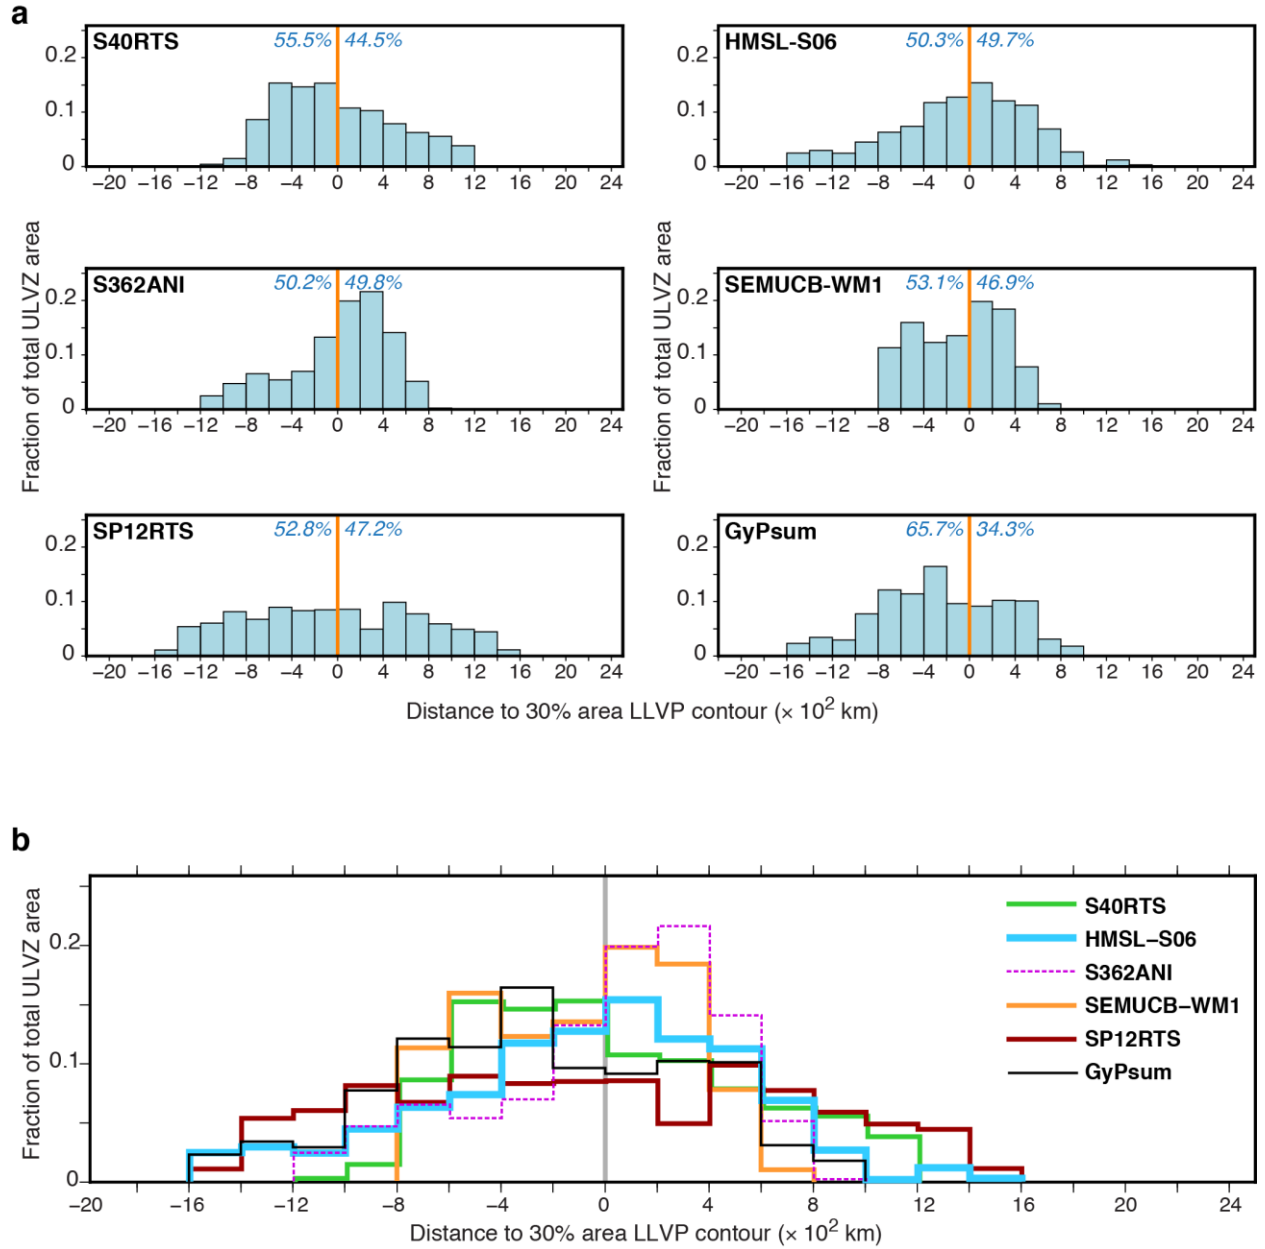 a
S40RTS 55.5% 44.5%
0.2
0.1
0
−20 −16 −12 −8 −4 0 4 8 12 16 20 24
HMSL-S06 50.3% 49.7%
0.2
0.1
0
−20 −16 −12 −8 −4 0 4 8 12 16 20 24
Fraction of total ULVZ area
S362ANI 50.2% 49.8%
0.2
0.1
0
−20 −16 −12 −8 −4 0 4 8 12 16 20 24
Fraction of total ULVZ area
SEMUCB-WM1 53.1% 46.9%
0.2
0.1
0
−20 −16 −12 −8 −4 0 4 8 12 16 20 24
SP12RTS 52.8% 47.2%
0.2
0.1
0
−20 −16 −12 −8 −4 0 4 8 12 16 20 24
GyPsum 65.7% 34.3%
0.2
0.1
0
−20 −16 −12 −8 −4 0 4 8 12 16 20 24
Distance to 30% area LLVP contour (× 10² km)
b
Fraction of total ULVZ area
0.2
0.1
0
S40RTS
HMSL–S06
S362ANI
SEMUCB–WM1
SP12RTS
GyPsum
−20 −16 −12 −8 −4 0 4 8 12 16 20 24
Distance to 30% area LLVP contour (× 10² km)